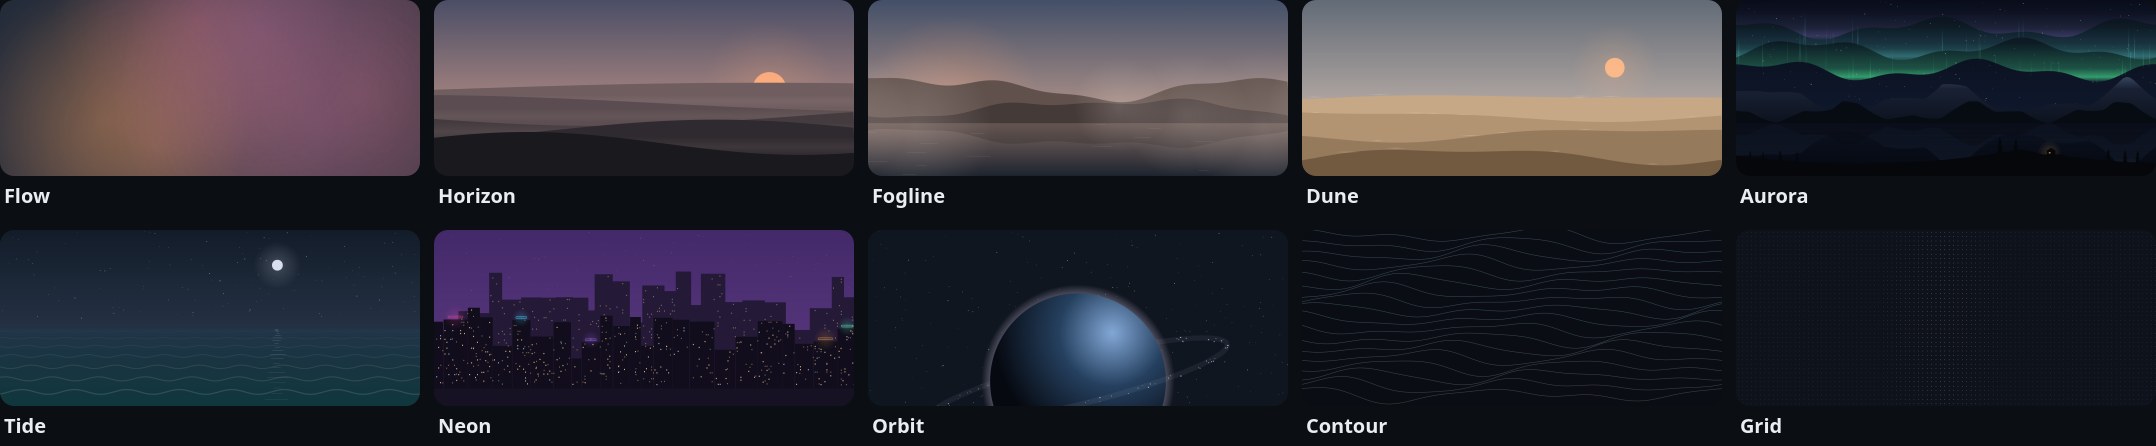 Flow
Horizon
Fogline
Dune
Aurora
Tide
Neon
Orbit
Contour
Grid